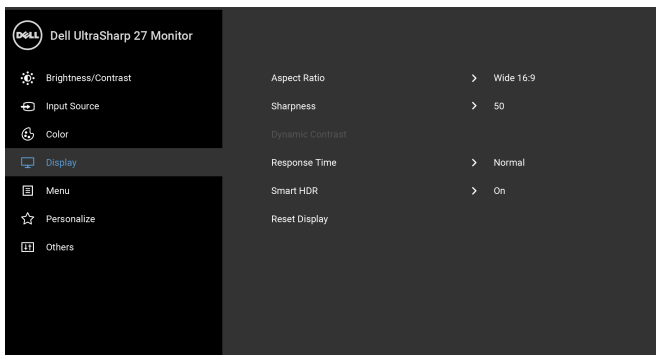 DELL Dell UltraSharp 27 Monitor
Brightness/Contrast
Input Source
Color
Display
Menu
Personalize
Others
Aspect Ratio > Wide 16:9
Sharpness > 50
Dynamic Contrast
Response Time > Normal
Smart HDR > On
Reset Display